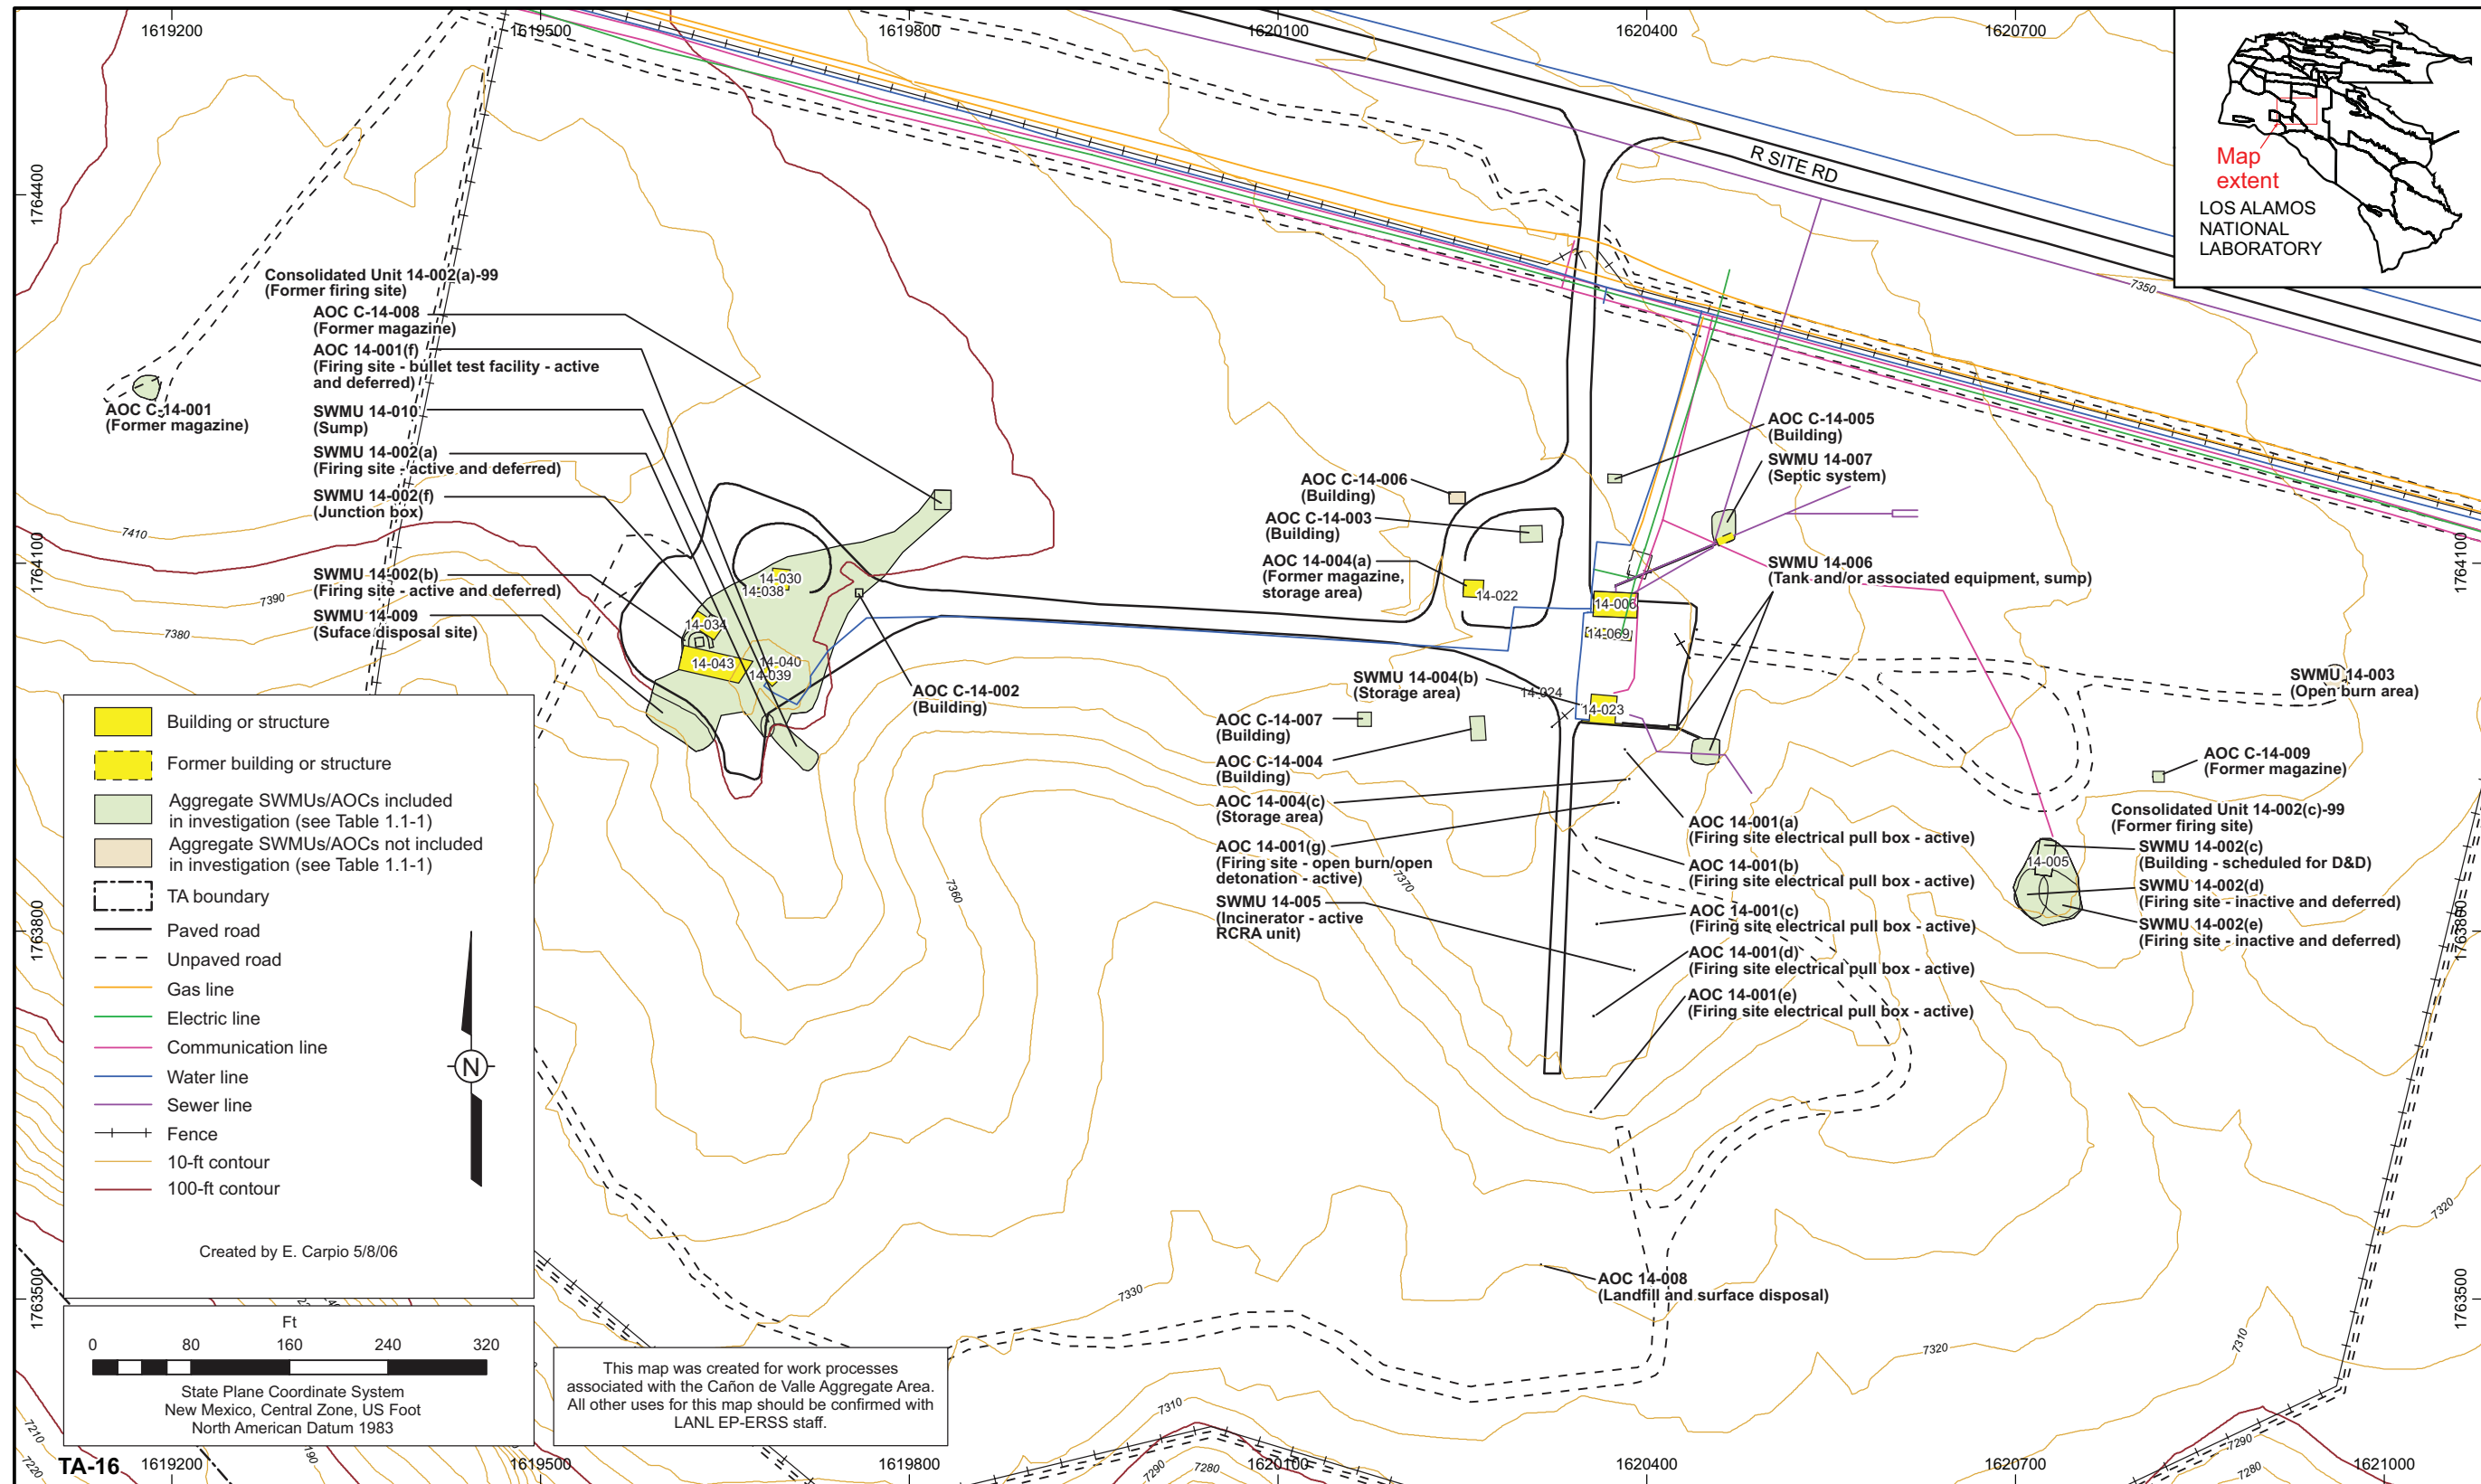 1619200
1619500
1619800
1620100
1620400
1620700
1764400
1764100
1763800
1763500
R SITE RD
7350
Map
extent
LOS ALAMOS
NATIONAL
LABORATORY
Consolidated Unit 14-002(a)-99
(Former firing site)
AOC C-14-008
(Former magazine)
AOC 14-001(f)
(Firing site - bullet test facility - active
and deferred)
SWMU 14-010
(Sump)
SWMU 14-002(a)
(Firing site - active and deferred)
SWMU 14-002(f)
(Junction box)
SWMU 14-002(b)
(Firing site - active and deferred)
SWMU 14-009
(Suface disposal site)
AOC C-14-001
(Former magazine)
7410
7390
7380
14-030
14-038
14-034
14-043
14-040
14-039
AOC C-14-002
(Building)
AOC C-14-006
(Building)
AOC C-14-003
(Building)
AOC 14-004(a)
(Former magazine,
storage area)
14-022
14-006
14-069
AOC C-14-005
(Building)
SWMU 14-007
(Septic system)
SWMU 14-006
(Tank and/or associated equipment, sump)
1764100
SWMU 14-004(b)
(Storage area)
14-024
14-023
AOC C-14-007
(Building)
AOC C-14-004
(Building)
AOC 14-004(c)
(Storage area)
AOC 14-001(g)
(Firing site - open burn/open
detonation - active)
SWMU 14-005
(Incinerator - active
RCRA unit)
7370
7360
AOC 14-001(a)
(Firing site electrical pull box - active)
AOC 14-001(b)
(Firing site electrical pull box - active)
AOC 14-001(c)
(Firing site electrical pull box - active)
AOC 14-001(d)
(Firing site electrical pull box - active)
AOC 14-001(e)
(Firing site electrical pull box - active)
SWMU 14-003
(Open burn area)
AOC C-14-009
(Former magazine)
Consolidated Unit 14-002(c)-99
(Former firing site)
SWMU 14-002(c)
(Building - scheduled for D&D)
SWMU 14-002(d)
(Firing site - inactive and deferred)
SWMU 14-002(e)
(Firing site - inactive and deferred)
14-005
1763800
AOC 14-008
(Landfill and surface disposal)
7330
7320
7320
7310
7310
7290
7280
7290
7280
1763500
Building or structure
Former building or structure
Aggregate SWMUs/AOCs included
in investigation (see Table 1.1-1)
Aggregate SWMUs/AOCs not included
in investigation (see Table 1.1-1)
TA boundary
Paved road
Unpaved road
Gas line
Electric line
Communication line
Water line
Sewer line
Fence
10-ft contour
100-ft contour
N
Created by E. Carpio 5/8/06
Ft
0 80 160 240 320
State Plane Coordinate System
New Mexico, Central Zone, US Foot
North American Datum 1983
This map was created for work processes
associated with the Cañon de Valle Aggregate Area.
All other uses for this map should be confirmed with
LANL EP-ERSS staff.
7210
7220
7190
TA-16
1619200
1619500
1619800
1620100
1620400
1620700
1621000